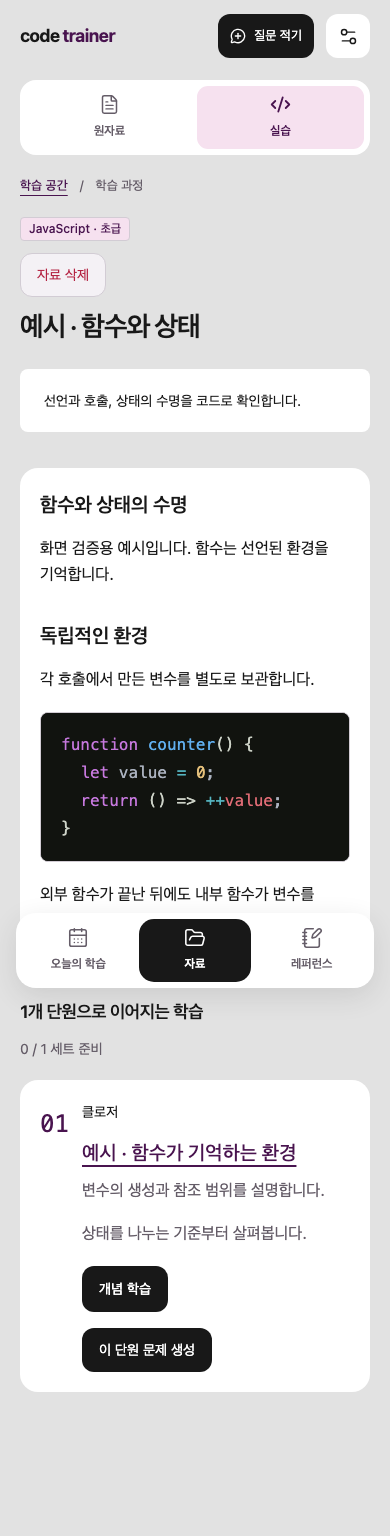 code trainer
질문 적기
원자료
실습
학습 공간 / 학습 과정
JavaScript · 초급
자료 삭제
예시 · 함수와 상태
선언과 호출, 상태의 수명을 코드로 확인합니다.
함수와 상태의 수명
화면 검증용 예시입니다. 함수는 선언된 환경을
기억합니다.
독립적인 환경
각 호출에서 만든 변수를 별도로 보관합니다.
function counter() {
  let value = 0;
  return () => ++value;
}
외부 함수가 끝난 뒤에도 내부 함수가 변수를
오늘의 학습
자료
레퍼런스
1개 단원으로 이어지는 학습
0 / 1 세트 준비
01
클로저
예시 · 함수가 기억하는 환경
변수의 생성과 참조 범위를 설명합니다.
상태를 나누는 기준부터 살펴봅니다.
개념 학습
이 단원 문제 생성